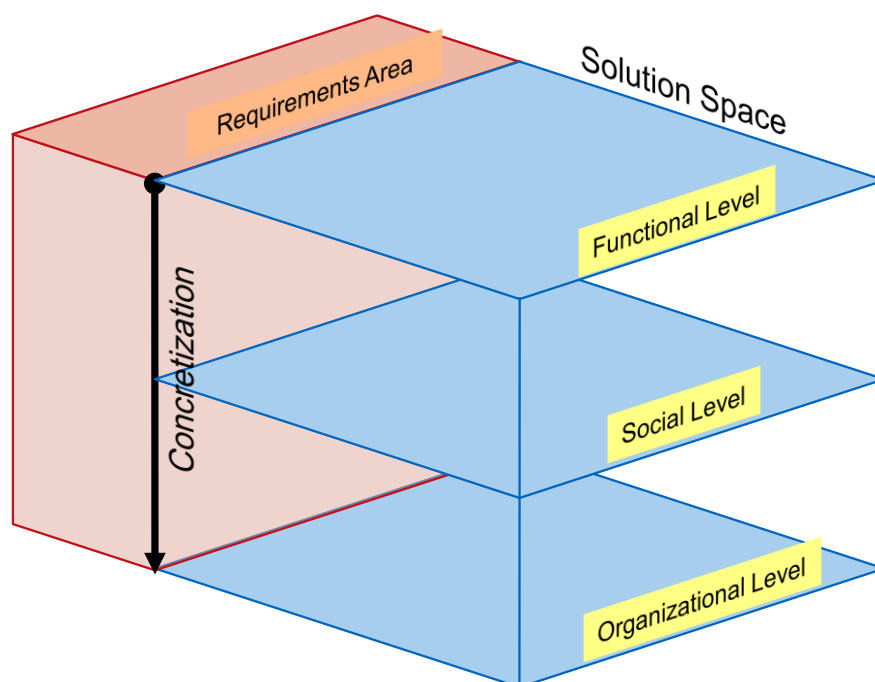 Solution Space
Requirements Area
Functional Level
Concretization
Social Level
Organizational Level